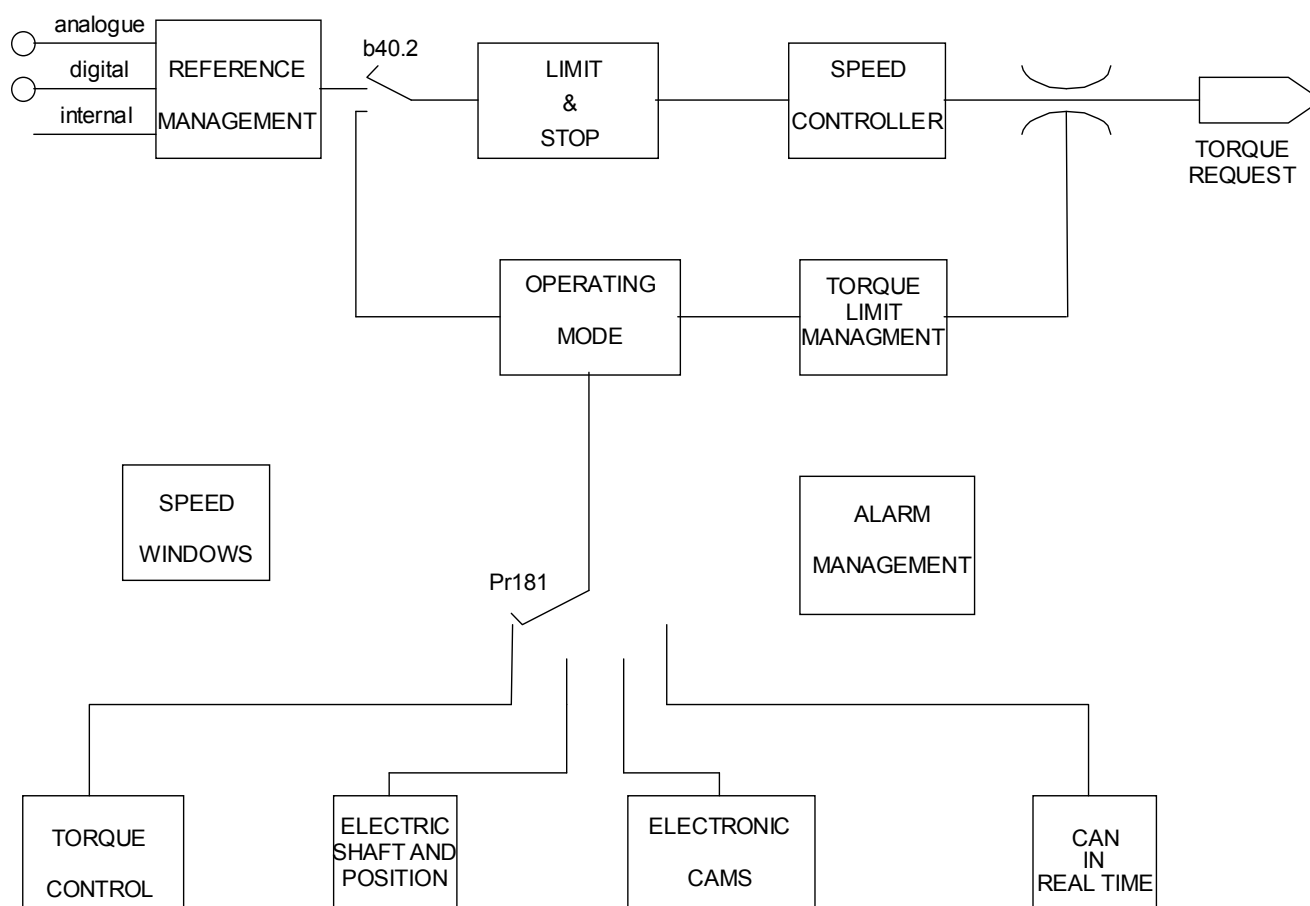 analogue
digital
internal
REFERENCE
MANAGEMENT
b40.2
LIMIT
&
STOP
SPEED
CONTROLLER
TORQUE
REQUEST
OPERATING
MODE
TORQUE
LIMIT
MANAGMENT
SPEED
WINDOWS
ALARM
MANAGEMENT
Pr181
TORQUE
CONTROL
ELECTRIC
SHAFT AND
POSITION
ELECTRONIC
CAMS
CAN
IN
REAL TIME